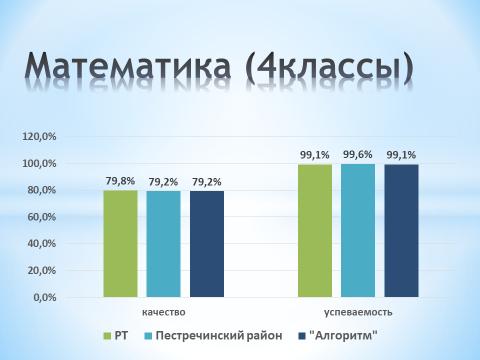 Математика (4классы)
120,0%
100,0%
80,0%
60,0%
40,0%
20,0%
0,0%
79,8% 79,2% 79,2%
99,1% 99,6% 99,1%
качество успеваемость
РТ Пестречинский район "Алгоритм"